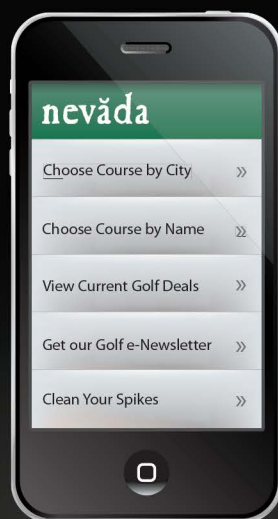 nevăda
Choose Course by City
Choose Course by Name
View Current Golf Deals
Get our Golf e-Newsletter
Clean Your Spikes